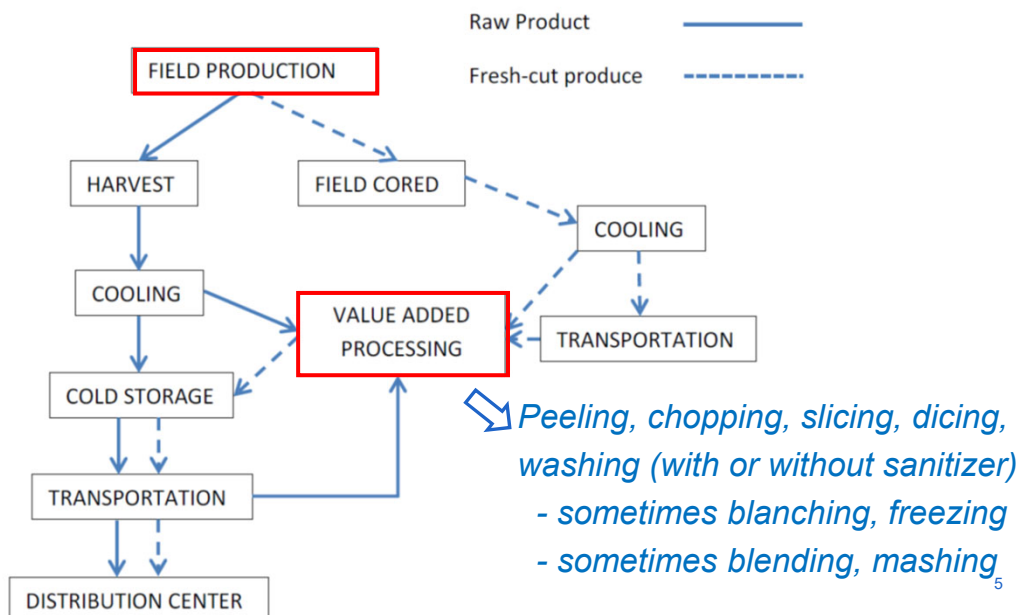 Raw Product
Fresh-cut produce
FIELD PRODUCTION
HARVEST
FIELD CORED
COOLING
COOLING
VALUE ADDED
PROCESSING
TRANSPORTATION
COLD STORAGE
Peeling, chopping, slicing, dicing,
washing (with or without sanitizer)
- sometimes blanching, freezing
- sometimes blending, mashing
TRANSPORTATION
DISTRIBUTION CENTER
5